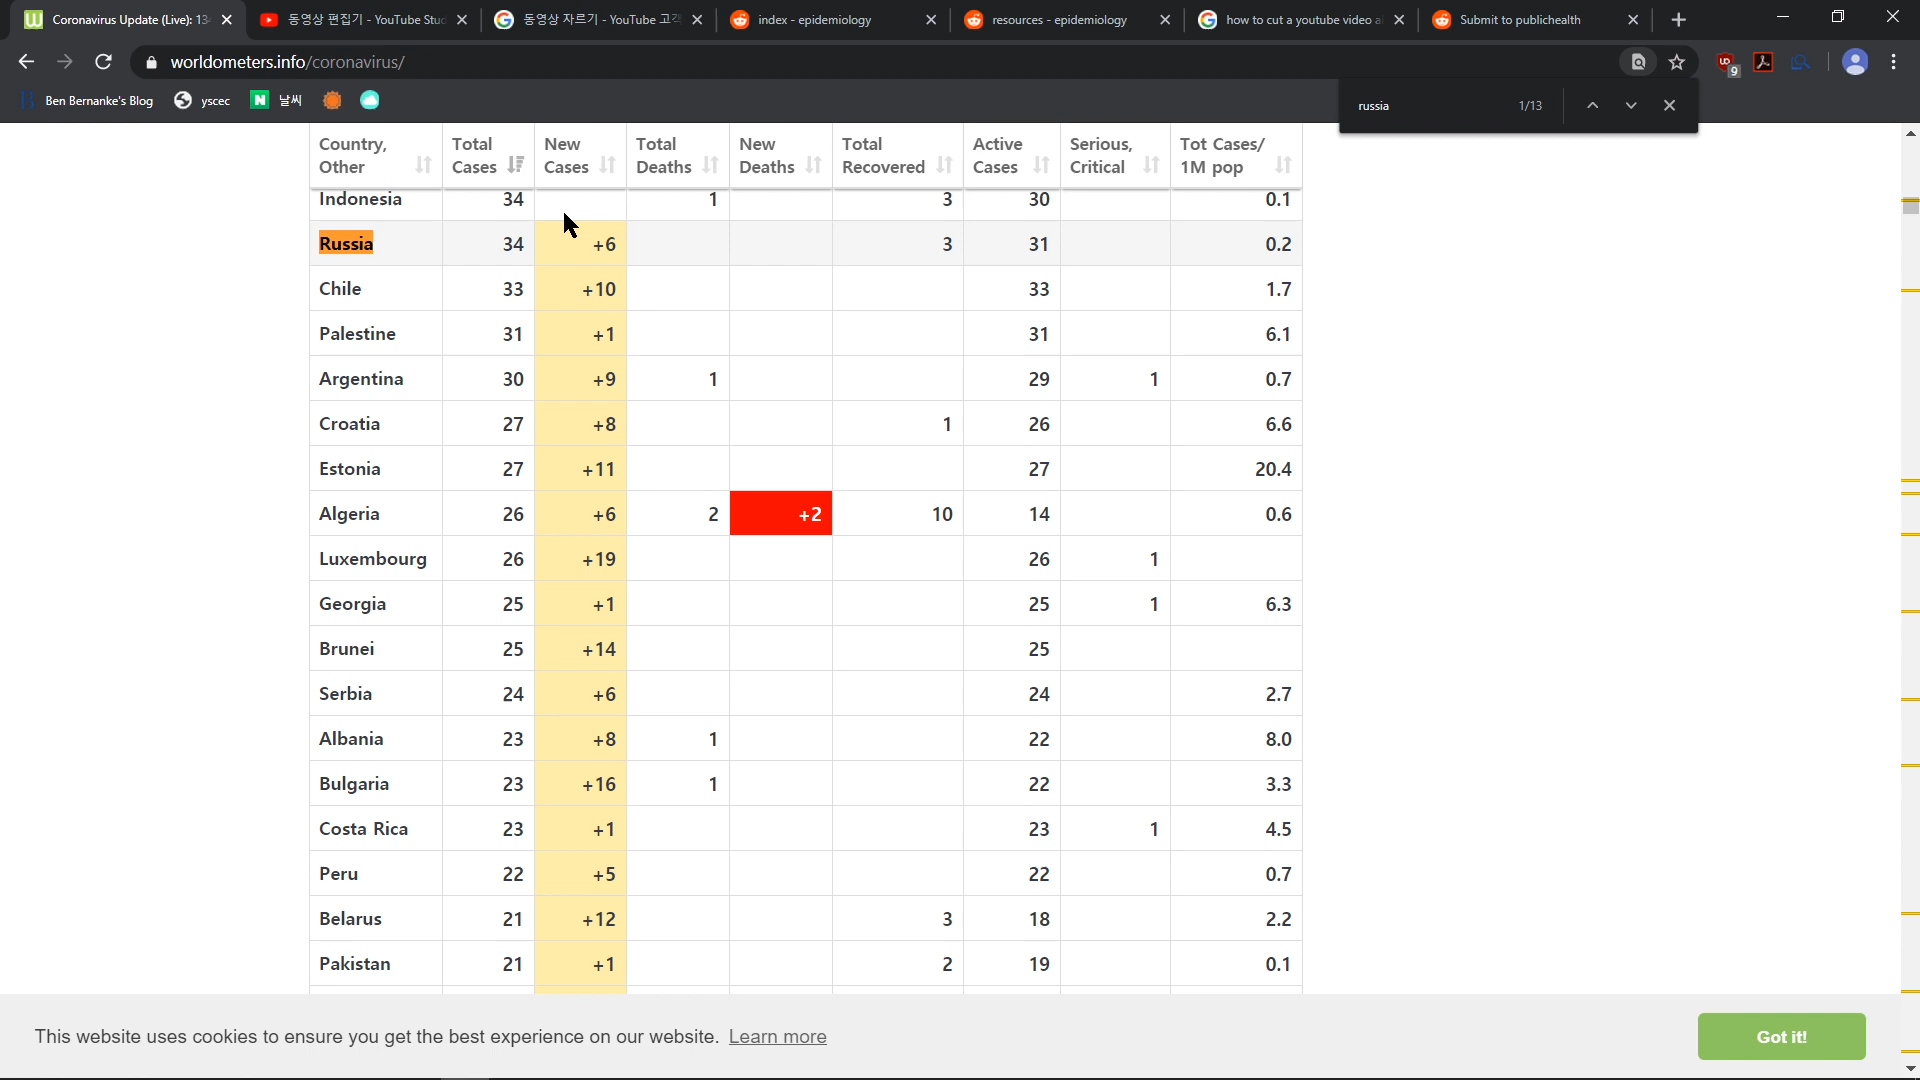 Coronavirus Update (Live): 13
동영상 편집기 - YouTube Stu
동영상 자르기 - YouTube 고객
index - epidemiology
resources - epidemiology
how to cut a youtube video a
Submit to publichealth
worldometers.info/coronavirus/
9
Ben Bernanke's Blog
yscec
N 날씨
russia 1/13
Country, Other Total Cases New Cases Total Deaths New Deaths Total Recovered Active Cases Serious, Critical Tot Cases/ 1M pop
Indonesia 34 1 3 30 0.1
Russia 34 +6 3 31 0.2
Chile 33 +10 33 1.7
Palestine 31 +1 31 6.1
Argentina 30 +9 1 29 1 0.7
Croatia 27 +8 1 26 6.6
Estonia 27 +11 27 20.4
Algeria 26 +6 2 +2 10 14 0.6
Luxembourg 26 +19 26 1
Georgia 25 +1 25 1 6.3
Brunei 25 +14 25
Serbia 24 +6 24 2.7
Albania 23 +8 1 22 8.0
Bulgaria 23 +16 1 22 3.3
Costa Rica 23 +1 23 1 4.5
Peru 22 +5 22 0.7
Belarus 21 +12 3 18 2.2
Pakistan 21 +1 2 19 0.1
This website uses cookies to ensure you get the best experience on our website. Learn more
Got it!